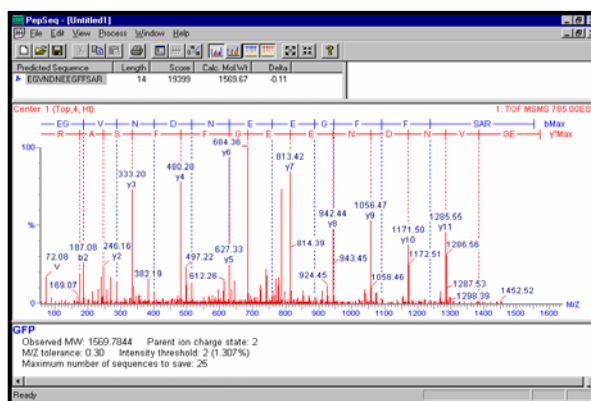 PepSeq - [Untitled1]
File Edit View Process Window Help
Predicted Sequence Length Score Calc. Mol.Wt Delta
EGVNDNEEGFFSAR 14 19399 1569.67 -0.11
Center 1 (Top,4, Ht) 1: TOF MSMS 785.00ES
EG V N D N E E G F F SAR bMax
R A S F F G E E N D N V GE y"Max
100
%
0
684.36
y6
813.42
y7
480.28
y4
333.20
y3
942.44
y8
1056.47
y9
1285.55
y11
1171.50
y10
1286.56
814.39
187.08
b2
246.16
y2
72.08
V
497.22
627.33
y5
943.45
1172.51
169.07
382.19
612.26
924.45
1058.46
1287.53
1298.39
1452.52
100 200 300 400 500 600 700 800 900 1000 1100 1200 1300 1400 1500 1600 M/Z
GFP
Observed MW: 1569.7844 Parent ion charge state: 2
M/Z tolerance: 0.30 Intensity threshold: 2 (1.307%)
Maximum number of sequences to save: 25
Ready